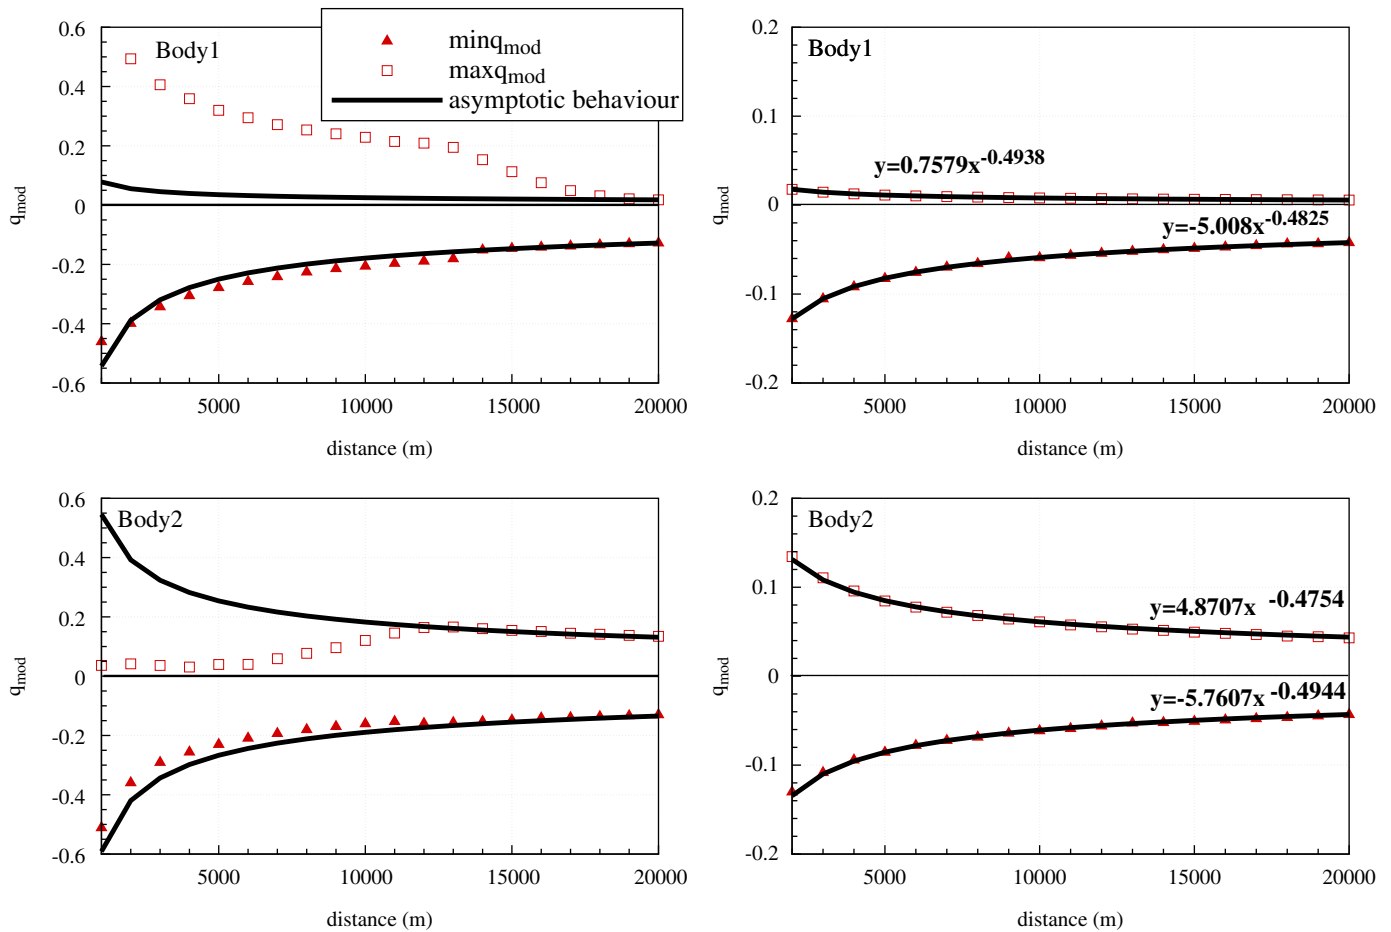 0.6
0.4
0.2
0
-0.2
-0.4
-0.6
q_mod
Body1
minq_mod
maxq_mod
asymptotic behaviour
5000 10000 15000 20000
distance (m)
0.2
0.1
0
-0.1
-0.2
q_mod
Body1
y=0.7579x^-0.4938
y=-5.008x^-0.4825
5000 10000 15000 20000
distance (m)
0.6
0.4
0.2
0
-0.2
-0.4
-0.6
q_mod
Body2
5000 10000 15000 20000
distance (m)
0.2
0.1
0
-0.1
-0.2
q_mod
Body2
y=4.8707x^-0.4754
y=-5.7607x^-0.4944
5000 10000 15000 20000
distance (m)